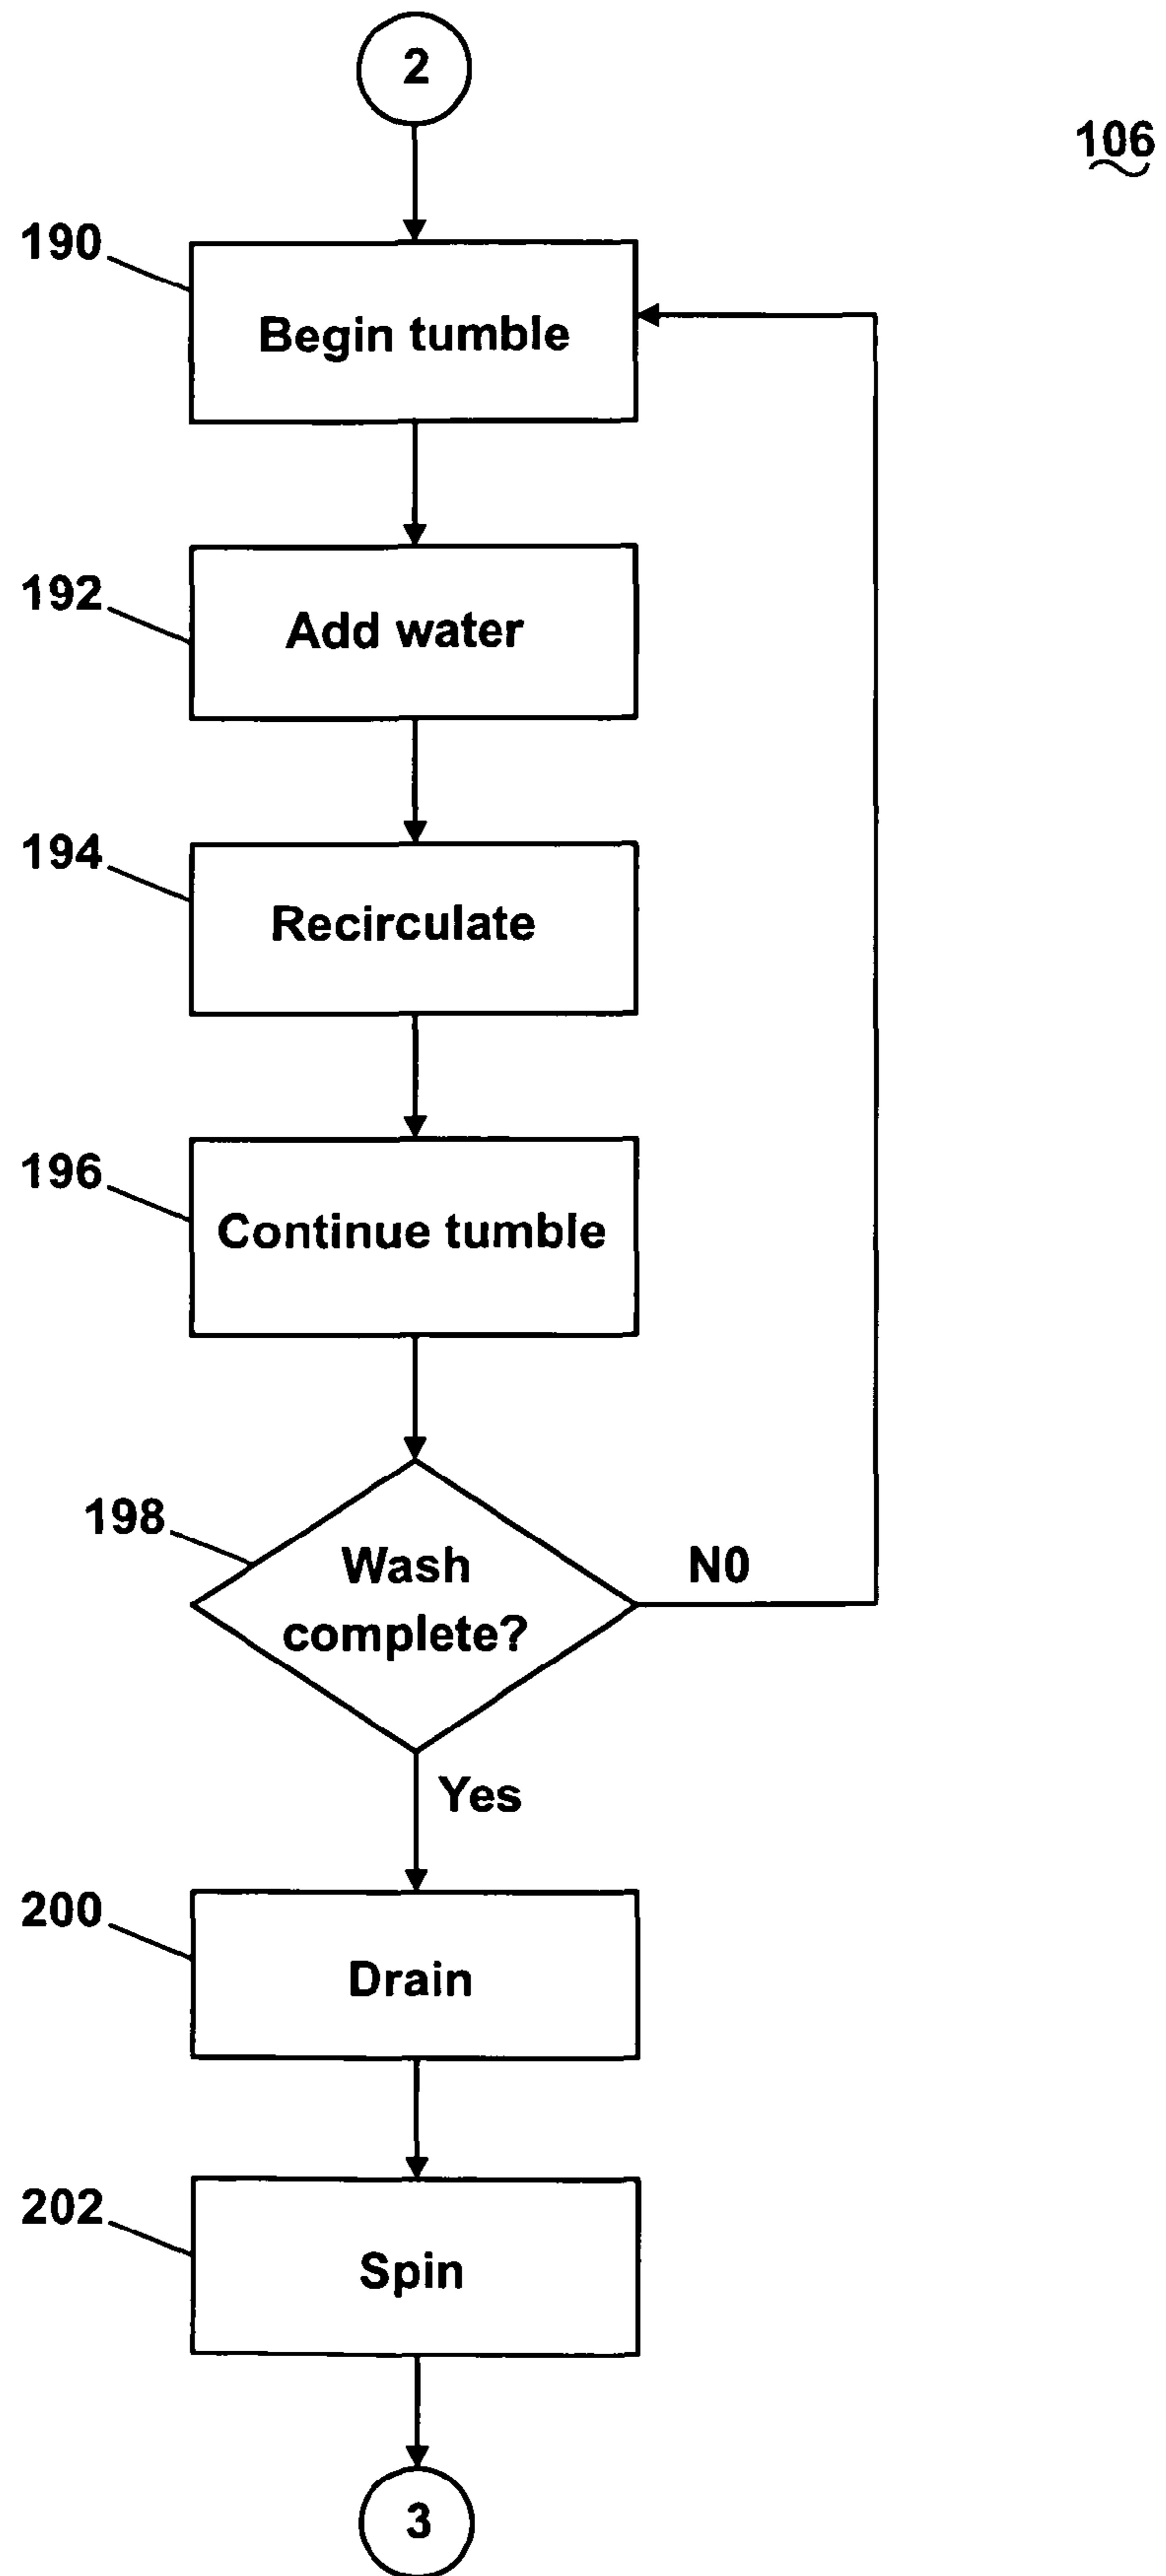 2
106
190
Begin tumble
192
Add water
194
Recirculate
196
Continue tumble
198
Wash
complete?
N0
Yes
200
Drain
202
Spin
3